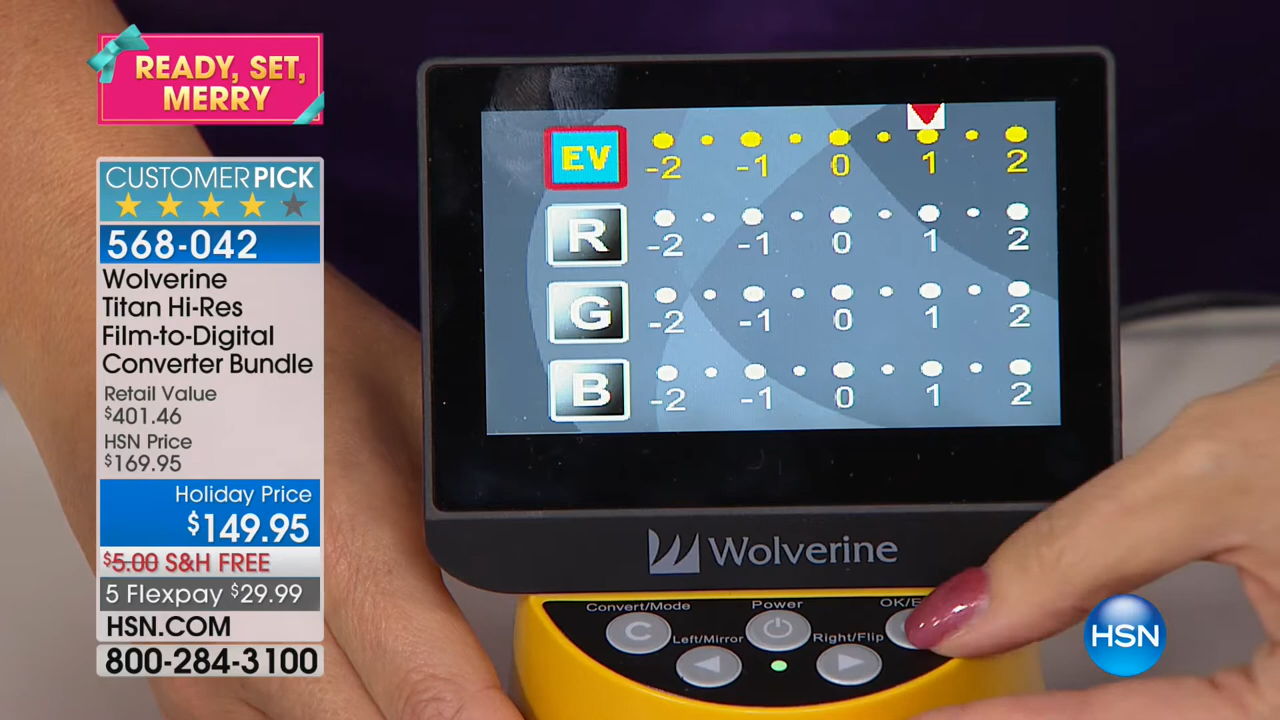 READY, SET,
MERRY
CUSTOMER PICK
568-042
Wolverine
Titan Hi-Res
Film-to-Digital
Converter Bundle
Retail Value
$401.46
HSN Price
$169.95
Holiday Price
$149.95
$5.00 S&H FREE
5 Flexpay $29.99
HSN.COM
800-284-3100
EV
-2 -1 0 1 2
R
-2 -1 0 1 2
G
-2 -1 0 1 2
B
-2 -1 0 1 2
Wolverine
Convert/Mode Power
C
Left/Mirror Right/Flip
HSN